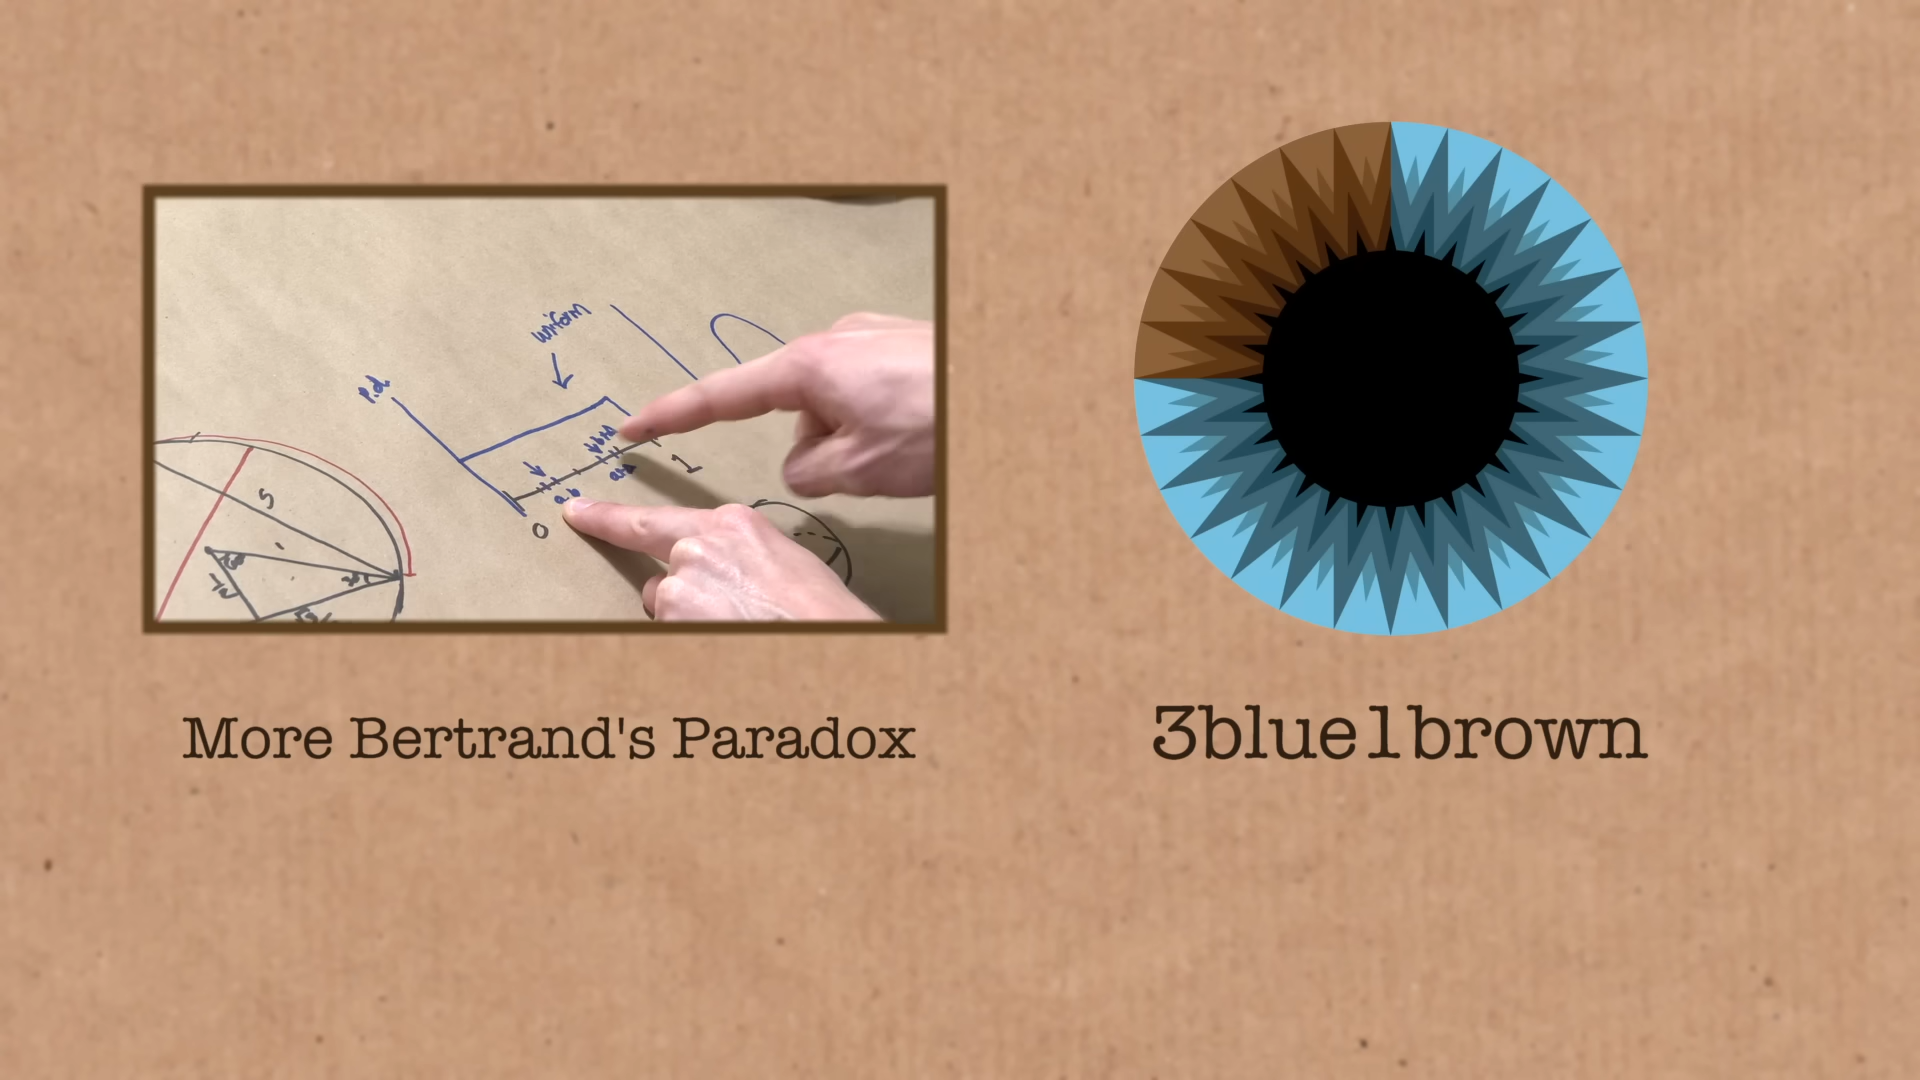 uniform
P.d.
0
1
More Bertrand's Paradox
3blue1brown